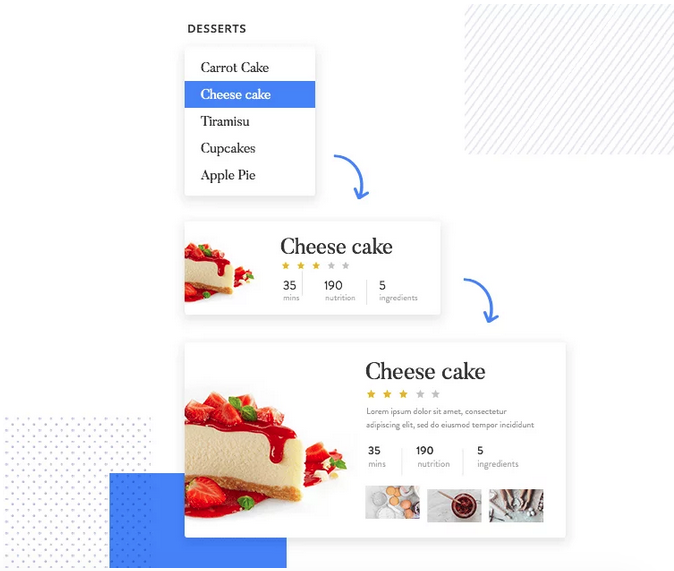 DESSERTS
Carrot Cake
Cheese cake
Tiramisu
Cupcakes
Apple Pie
Cheese cake
35 190 5
mins nutrition ingredients
Cheese cake
Lorem ipsum dolor sit amet, consectetur
adipiscing elit, sed do eiusmod tempor incididunt
35 190 5
mins nutrition ingredients